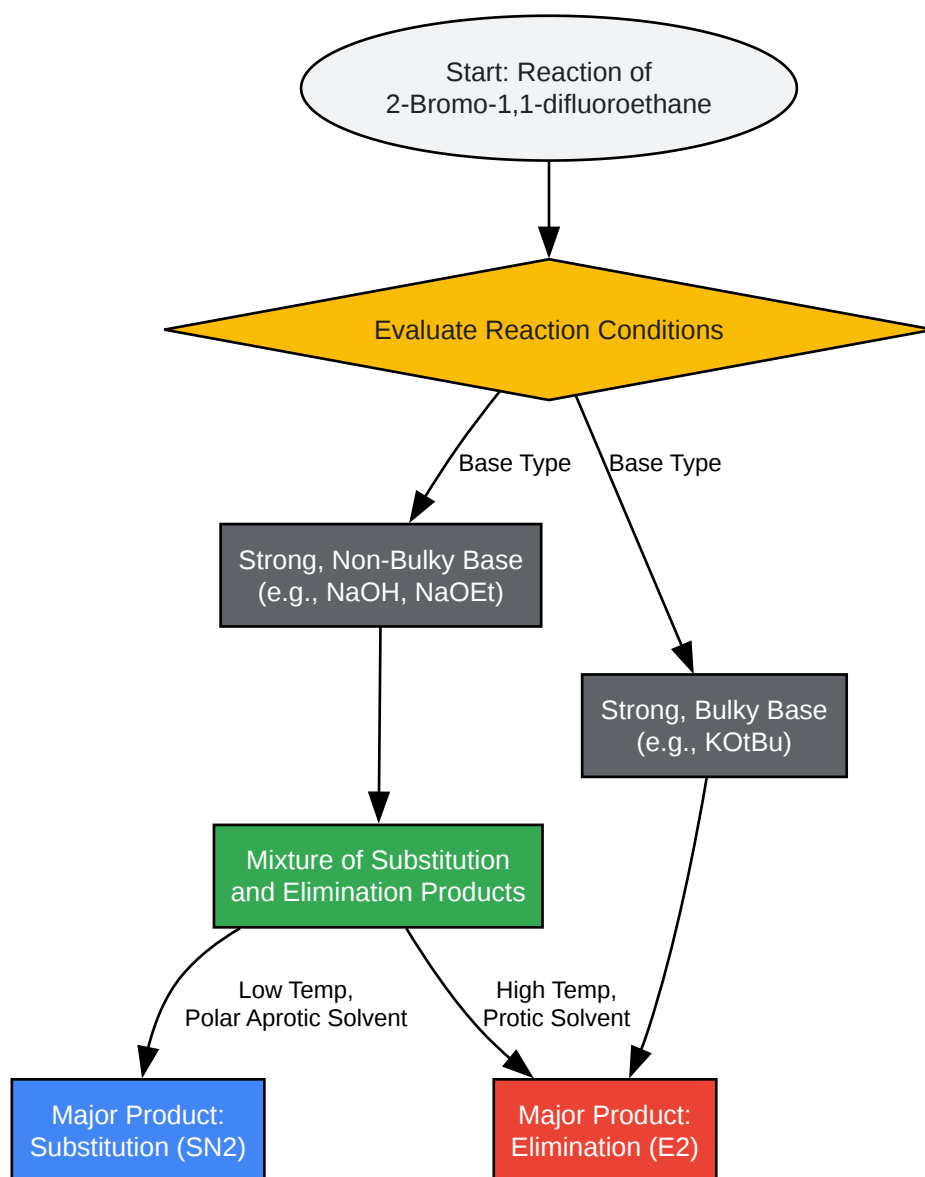 Start: Reaction of
2-Bromo-1,1-difluoroethane
Evaluate Reaction Conditions
Base Type
Base Type
Strong, Non-Bulky Base
(e.g., NaOH, NaOEt)
Strong, Bulky Base
(e.g., KOtBu)
Mixture of Substitution
and Elimination Products
Low Temp,
Polar Aprotic Solvent
High Temp,
Protic Solvent
Major Product:
Substitution (SN2)
Major Product:
Elimination (E2)